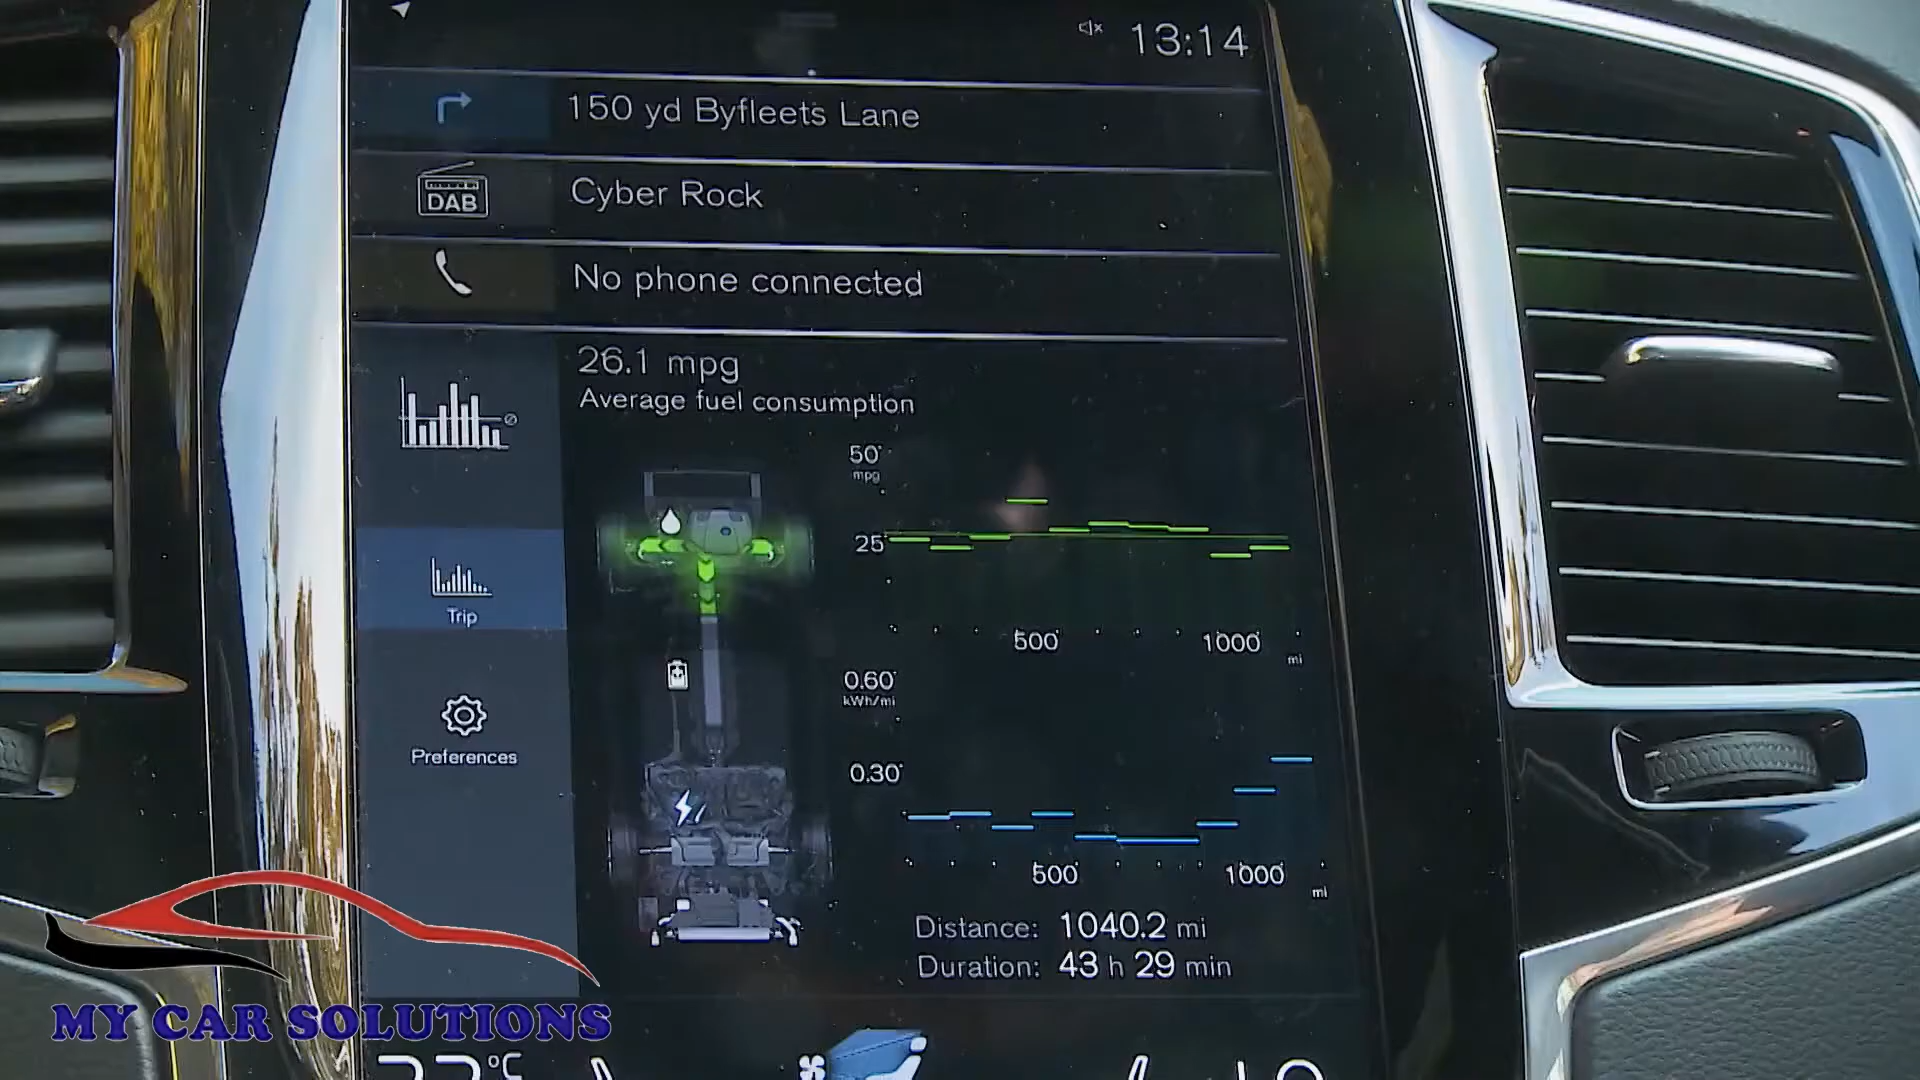 13:14
150 yd Byfleets Lane
DAB
Cyber Rock
No phone connected
26.1 mpg
Average fuel consumption
50
mpg
25
500
1000
mi
Trip
0.60
kWh/mi
0.30
Preferences
500
1000
mi
Distance: 1040.2 mi
Duration: 43 h 29 min
MY CAR SOLUTIONS
°C